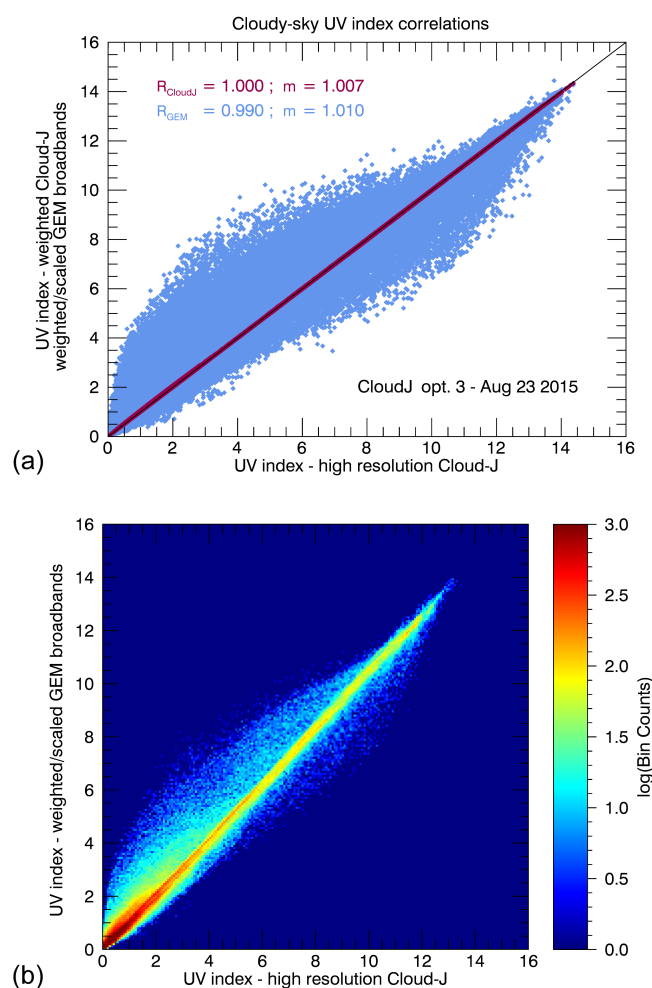 Cloudy-sky UV index correlations
16
14
12
10
8
6
4
2
0
UV index - weighted Cloud-J
weighted/scaled GEM broadbands
RCloudJ = 1.000 ; m = 1.007
RGEM = 0.990 ; m = 1.010
CloudJ opt. 3 - Aug 23 2015
0 2 4 6 8 10 12 14 16
UV index - high resolution Cloud-J
(a)
16
14
12
10
8
6
4
2
0
UV index - weighted/scaled GEM broadbands
0 2 4 6 8 10 12 14 16
UV index - high resolution Cloud-J
3.0
2.5
2.0
1.5
1.0
0.5
0.0
log(Bin Counts)
(b)